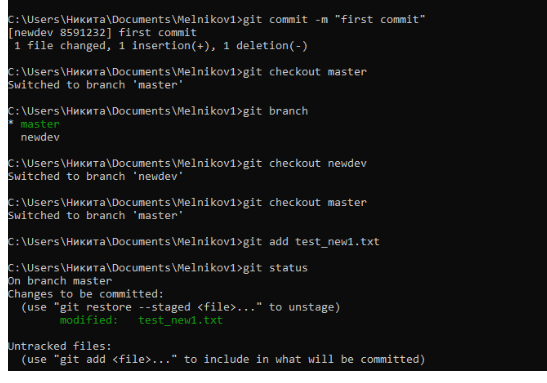 C:\Users\Никита\Documents\Melnikov1>git commit -m "first commit"
[newdev 8591232] first commit
 1 file changed, 1 insertion(+), 1 deletion(-)
C:\Users\Никита\Documents\Melnikov1>git checkout master
Switched to branch 'master'
C:\Users\Никита\Documents\Melnikov1>git branch
* master
  newdev
C:\Users\Никита\Documents\Melnikov1>git checkout newdev
Switched to branch 'newdev'
C:\Users\Никита\Documents\Melnikov1>git checkout master
Switched to branch 'master'
C:\Users\Никита\Documents\Melnikov1>git add test_new1.txt
C:\Users\Никита\Documents\Melnikov1>git status
On branch master
Changes to be committed:
  (use "git restore --staged <file>..." to unstage)
        modified:   test_new1.txt
Untracked files:
  (use "git add <file>..." to include in what will be committed)